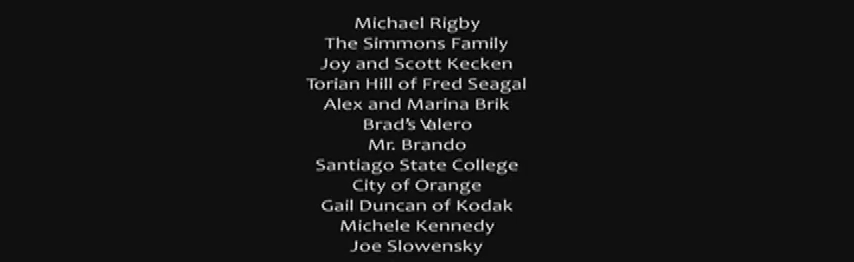 Michael Rigby
The Simmons Family
Joy and Scott Kecken
Torian Hill of Fred Seagal
Alex and Marina Brik
Brad's Valero
Mr. Brando
Santiago State College
City of Orange
Gail Duncan of Kodak
Michele Kennedy
Joe Slowensky